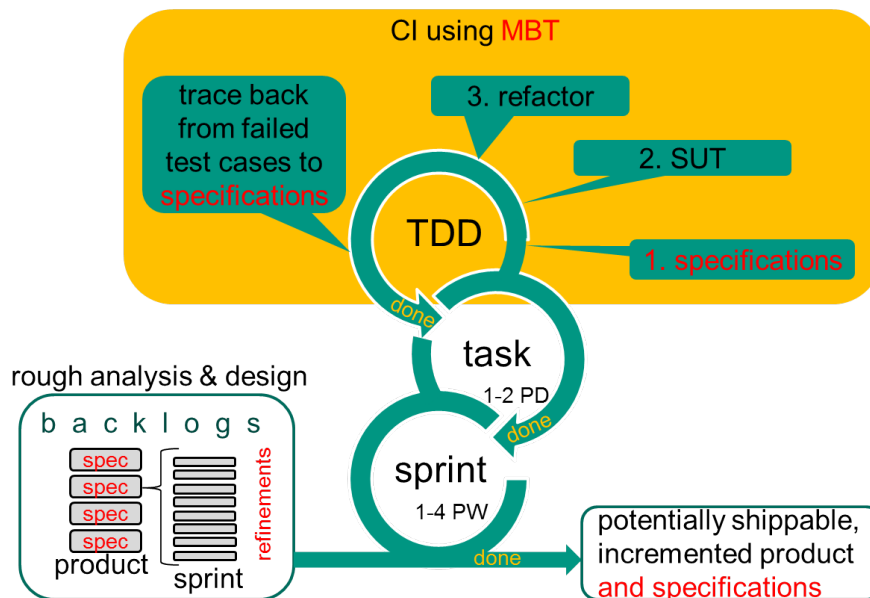 CI using MBT
trace back
from failed
test cases to
specifications
3. refactor
2. SUT
TDD
1. specifications
done
task
1-2 PD
done
rough analysis & design
b a c k l o g s
spec
spec
spec
spec
product
sprint
refinements
sprint
1-4 PW
done
potentially shippable,
incremented product
and specifications